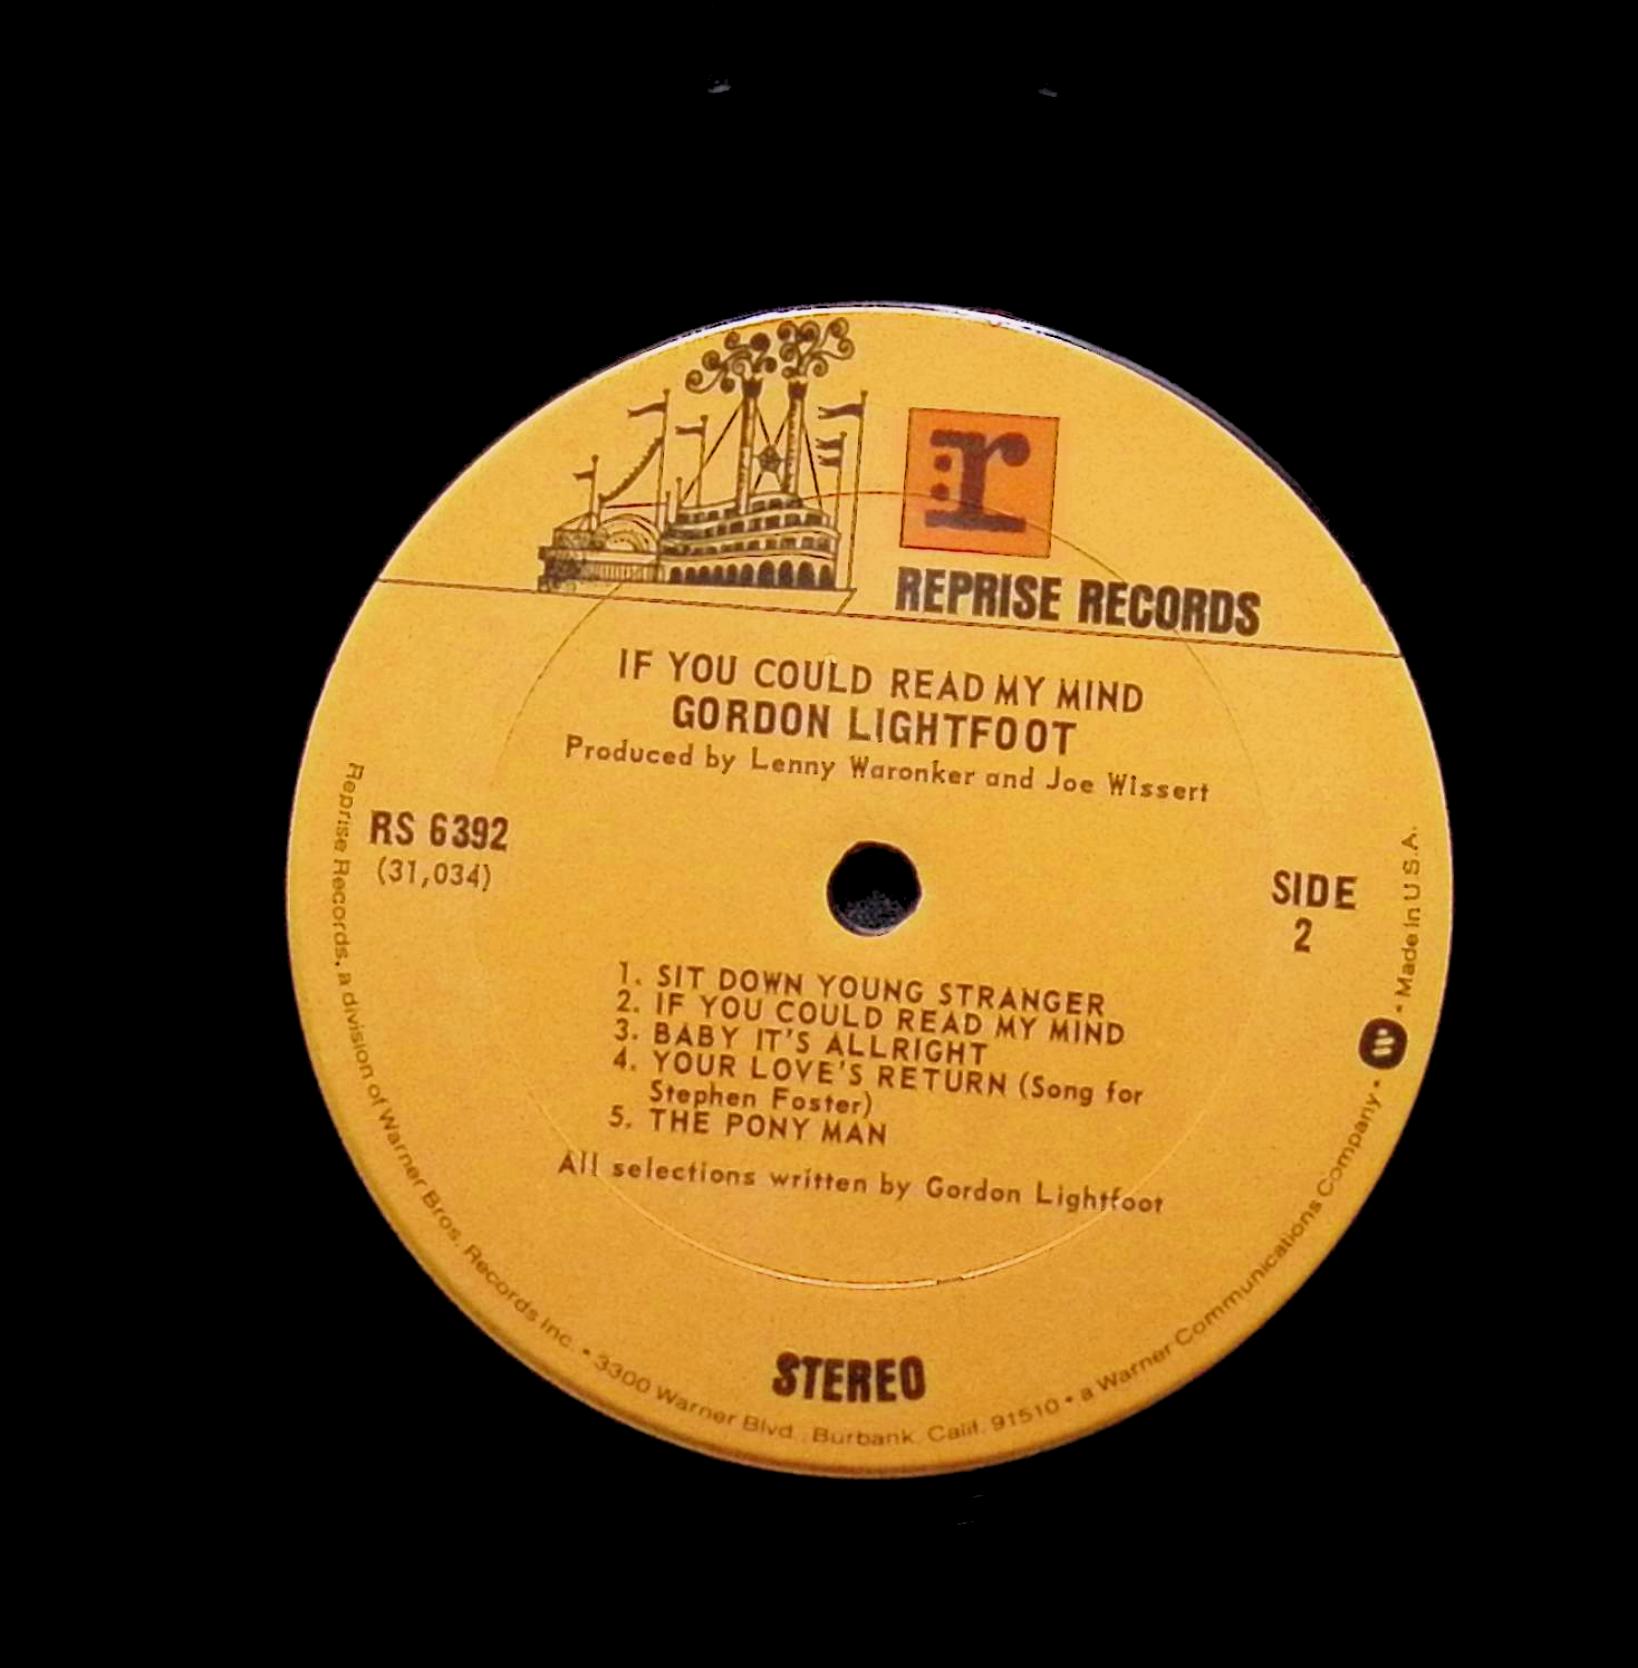 r:
REPRISE RECORDS
IF YOU COULD READ MY MIND
GORDON LIGHTFOOT
Produced by Lenny Waronker and Joe Wissert
RS 6392
(31,034)
SIDE
2
1. SIT DOWN YOUNG STRANGER
2. IF YOU COULD READ MY MIND
3. BABY IT'S ALLRIGHT
4. YOUR LOVE'S RETURN (Song for
Stephen Foster)
5. THE PONY MAN
All selections written by Gordon Lightfoot
STEREO
Reprise Records, a division of Warner Bros. Records Inc. • 3300 Warner Blvd., Burbank, Calif. 91510 • a Warner Communications Company • W • Made in U.S.A.